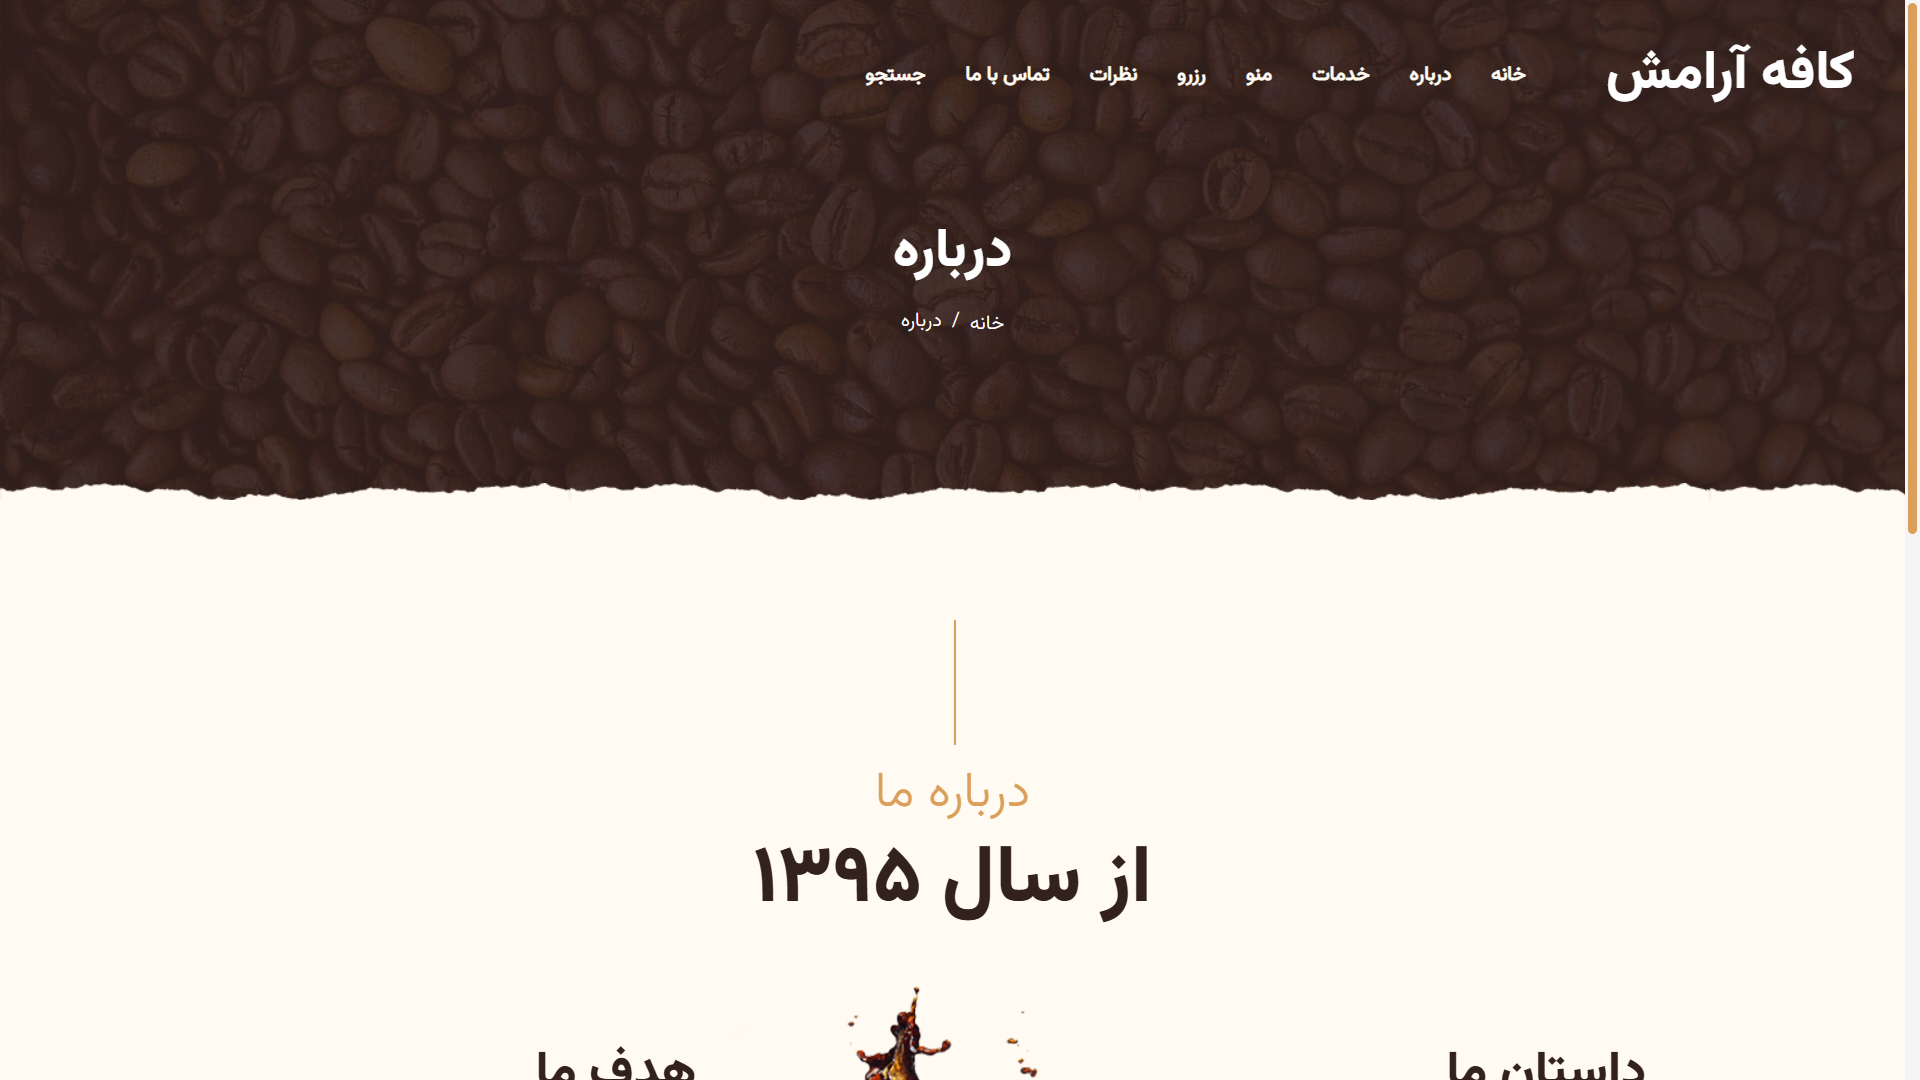 کافه آرامش
خانه درباره خدمات منو رزرو نظرات تماس با ما جستجو
درباره
خانه / درباره
درباره ما
از سال ۱۳۹۵
داستان ما
هدف ما